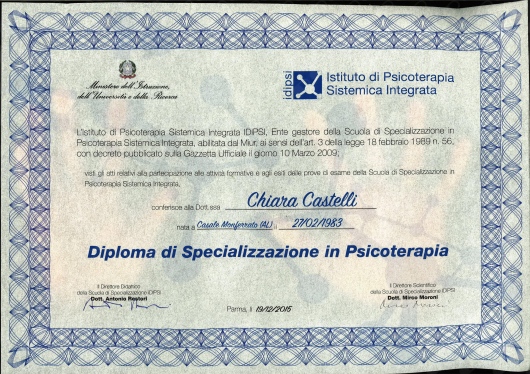 Ministero dell'Istruzione,
dell'Università e della Ricerca
idipsi
Istituto di Psicoterapia
Sistemica Integrata
L'Istituto di Psicoterapia Sistemica Integrata IDIPSI, Ente gestore della Scuola di Specializzazione in
Psicoterapia Sistemica Integrata, abilitata dal Miur, ai sensi dell'art. 3 della legge 18 febbraio 1989 n. 56,
con decreto pubblicato sulla Gazzetta Ufficiale il giorno 10 Marzo 2009;
visti gli atti relativi alla partecipazione alle attività formative e agli esiti delle prove di esame della Scuola di Specializzazione in
Psicoterapia Sistemica Integrata,
conferisce alla Dott.ssa Chiara Castelli
nata a Casale Monferrato (AL) il 27/02/1983
Diploma di Specializzazione in Psicoterapia
Il Direttore Didattico
della Scuola di Specializzazione IDIPSI
Dott. Antonio Restori
Il Direttore Scientifico
della Scuola di Specializzazione IDIPSI
Dott. Mirco Moroni
Parma, il 19/12/2015